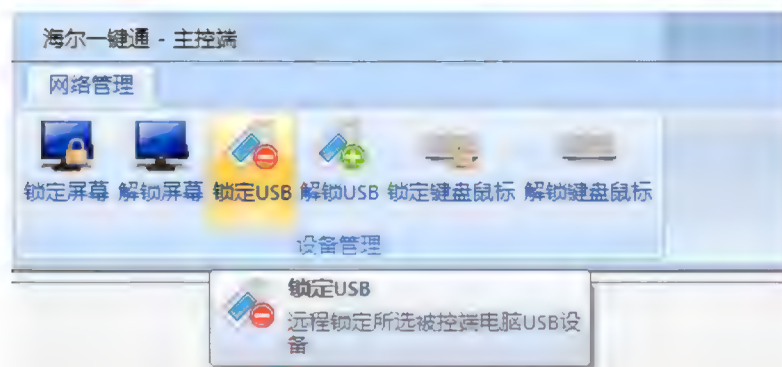 海尔一键通 - 主控端
网络管理
锁定屏幕 解锁屏幕 锁定USB 解锁USB 锁定键盘鼠标 解锁键盘鼠标
设备管理
锁定USB
远程锁定所选被控端电脑USB设
备